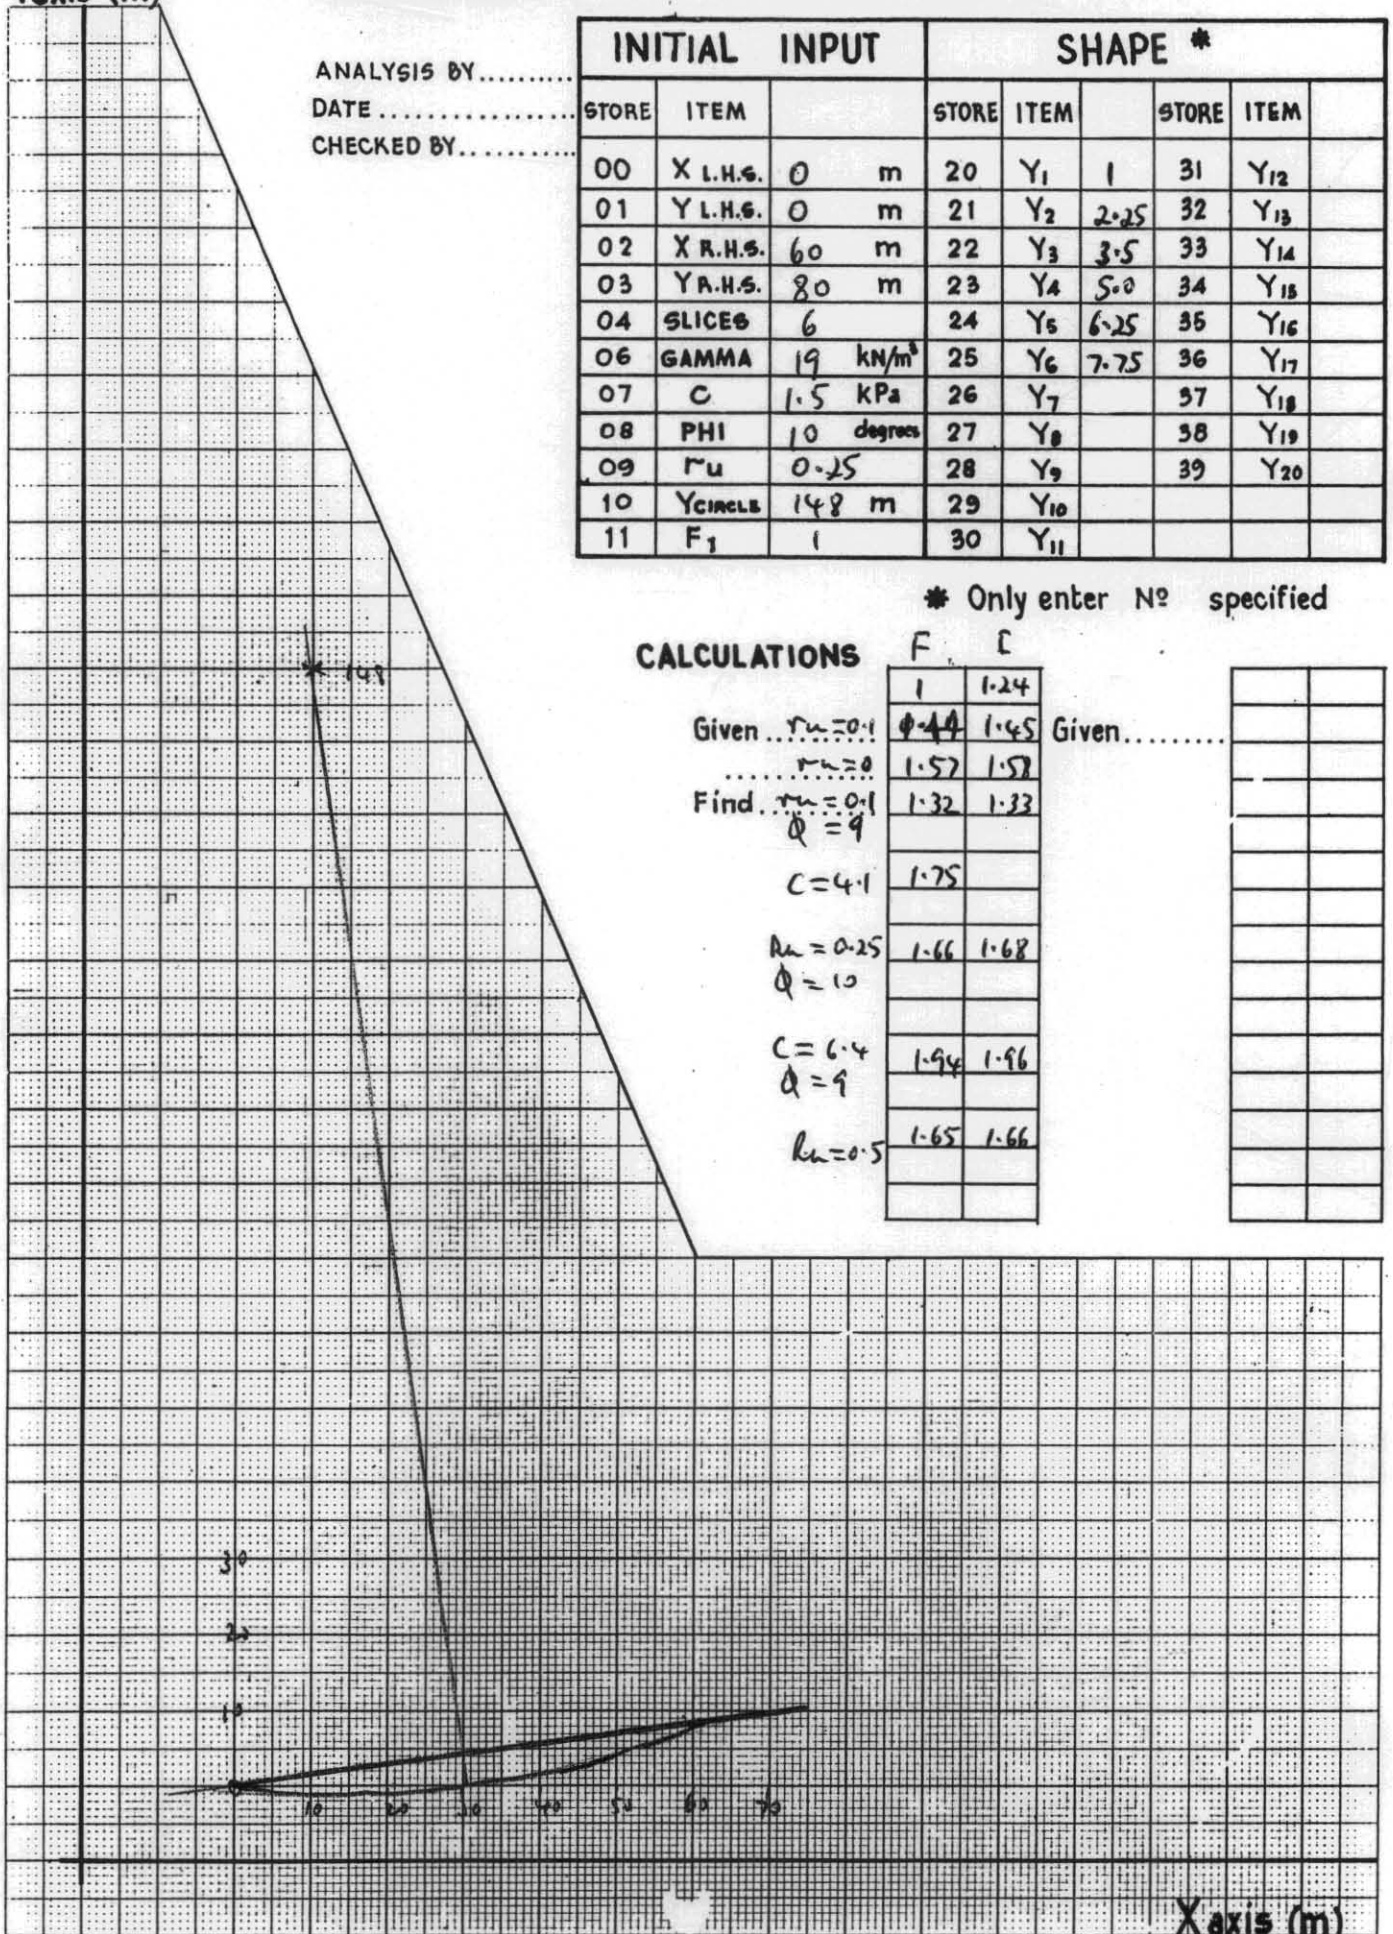 ANALYSIS BY..........
DATE................
CHECKED BY..........
INITIAL INPUT SHAPE *
STORE ITEM STORE ITEM STORE ITEM
00 X L.H.S. 0 m 20 Y1 1 31 Y12
01 Y L.H.S. 0 m 21 Y2 2.25 32 Y13
02 X R.H.S. 60 m 22 Y3 3.5 33 Y14
03 Y R.H.S. 80 m 23 Y4 5.0 34 Y15
04 SLICES 6 24 Y5 6.25 35 Y16
06 GAMMA 19 kN/m³ 25 Y6 7.75 36 Y17
07 C 1.5 kPa 26 Y7 37 Y18
08 PHI 10 degrees 27 Y8 38 Y19
09 ru 0.25 28 Y9 39 Y20
10 YCIRCLE 148 m 29 Y10
11 F1 1 30 Y11
* Only enter Nº specified
CALCULATIONS F
1 1.24
Given ru=0.1 1.45 Given.........
ru=0 1.57 1.58
Find ru=0.1 1.32 1.33
Φ = 9
C=4.1 1.75
Ru=0.25 1.66 1.68
Φ = 10
C=6.4 1.94 1.96
Φ = 9
Ru=0.5 1.65 1.66
148
30
20
10
10 20 30 40 50 60 70
X axis (m)